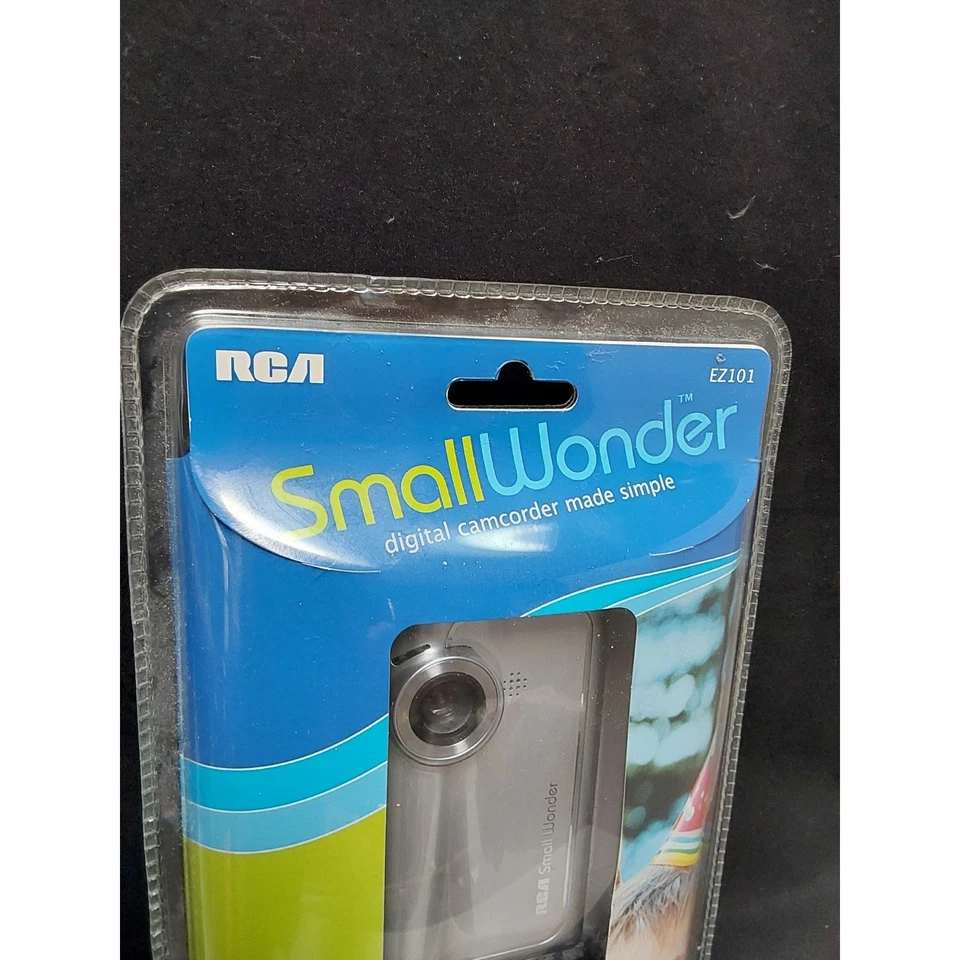 RCA
EZ101
SmallWonder™
digital camcorder made simple
RCA Small Wonder